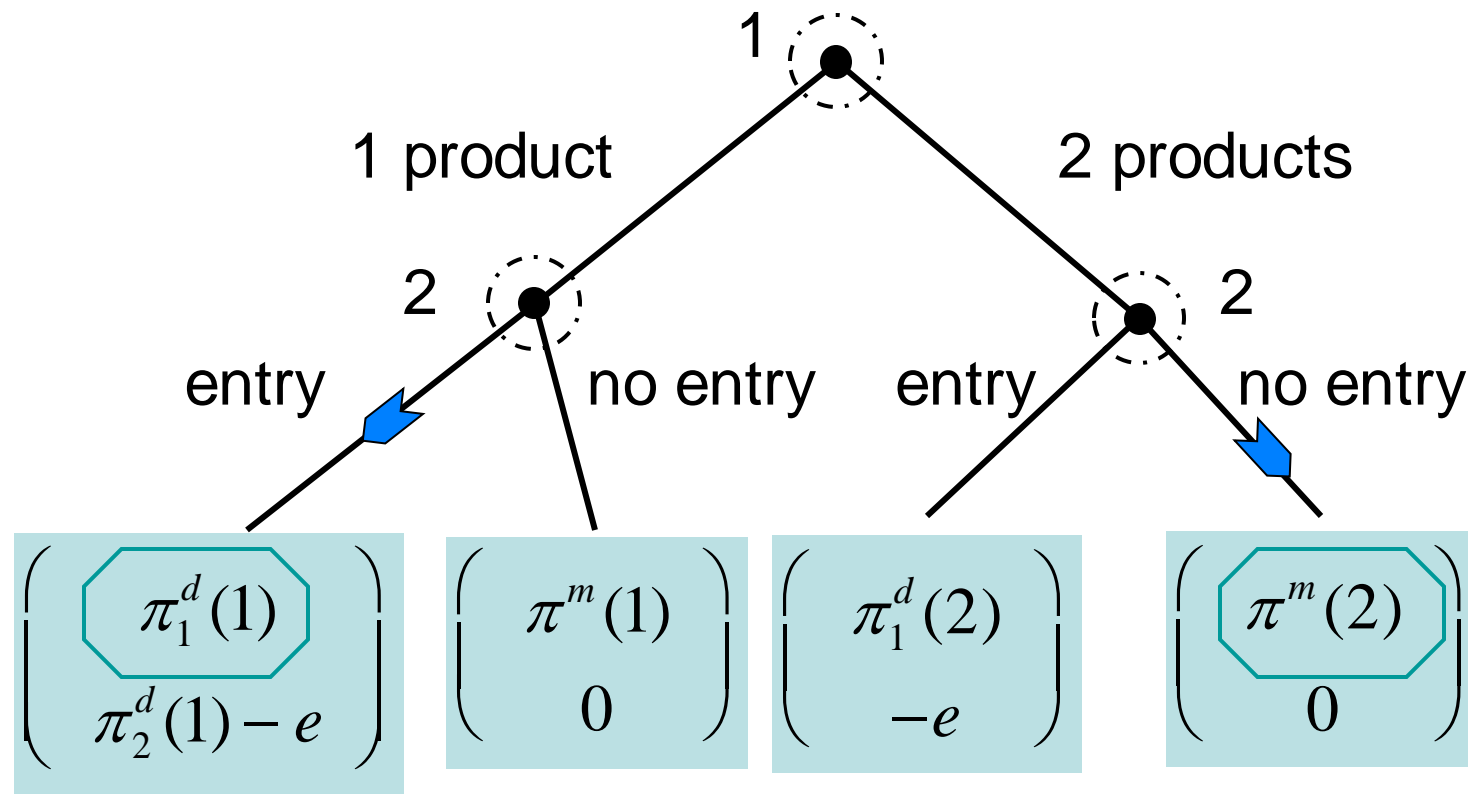 1
1 product 2 products
2 2
entry no entry entry no entry
π₁ᵈ(1) πᵐ(1) π₁ᵈ(2) πᵐ(2)
π₂ᵈ(1) − e 0 −e 0